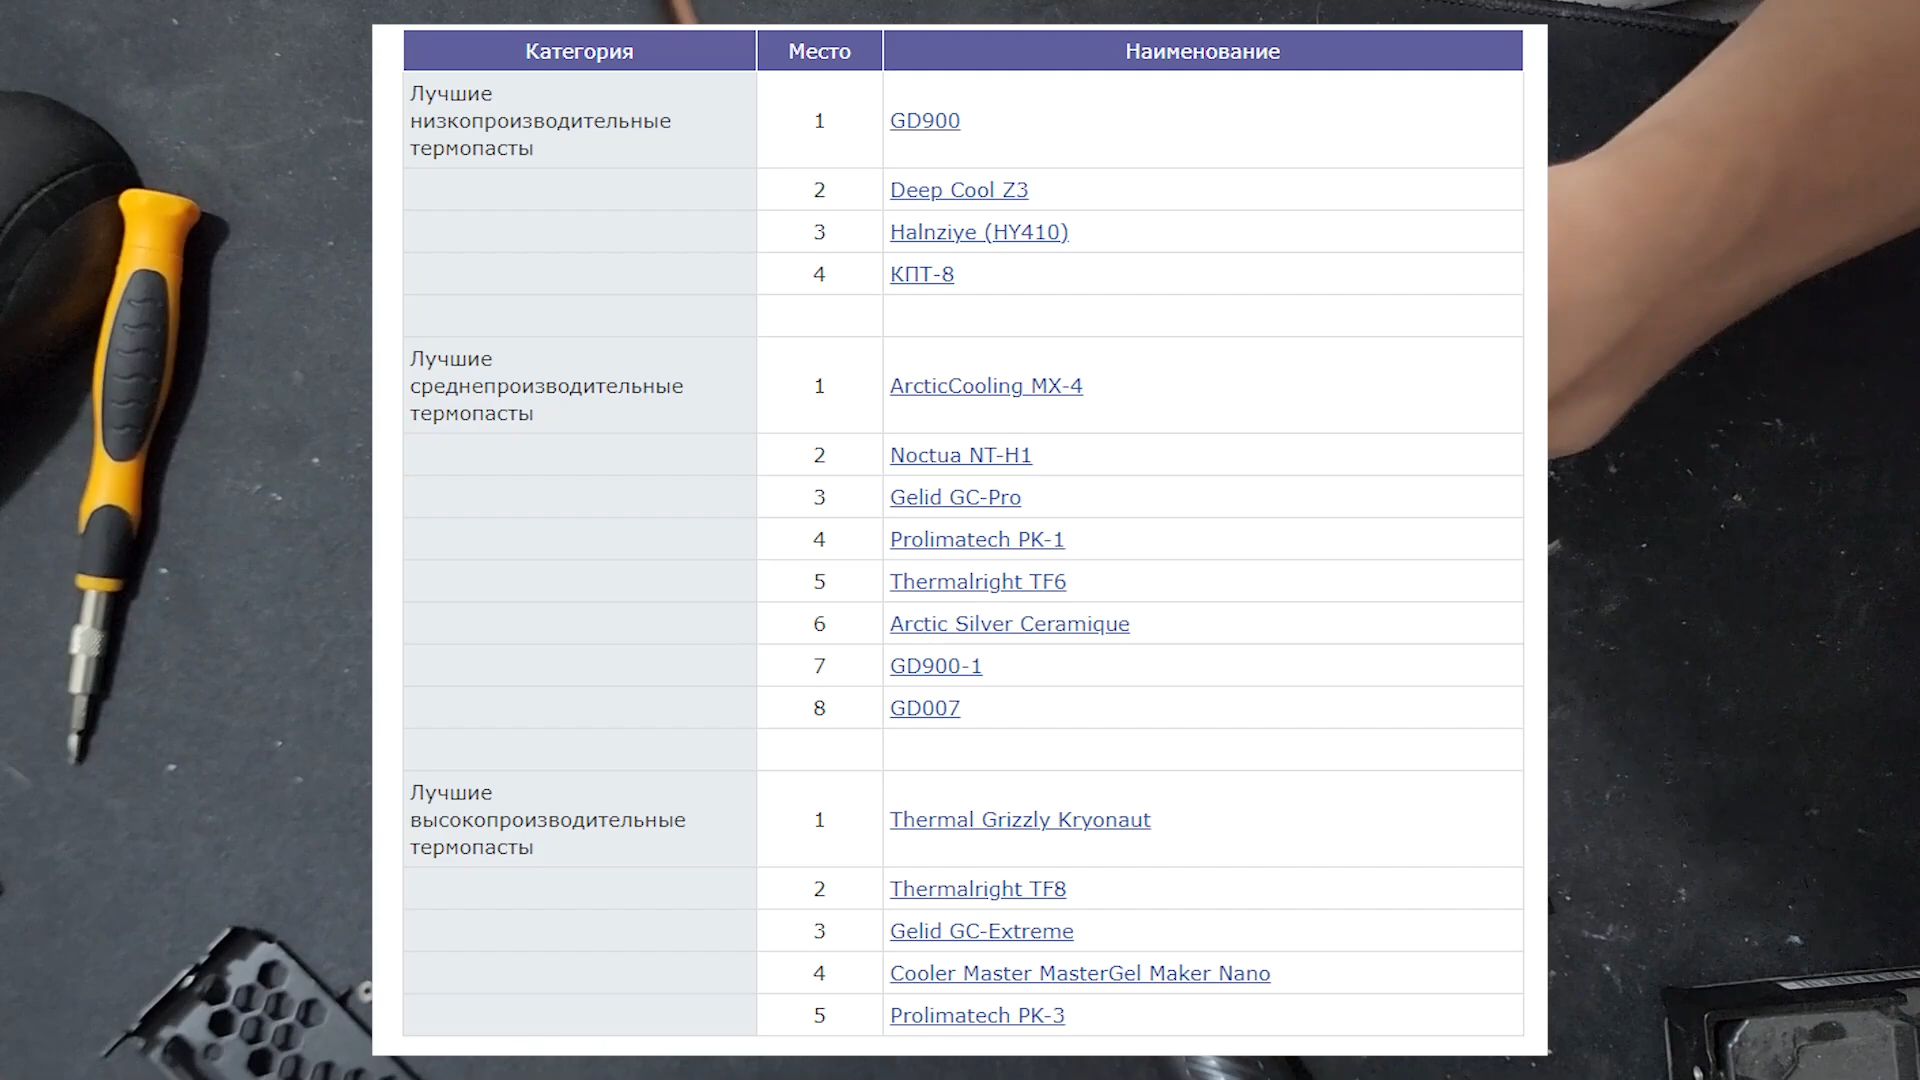 Категория Место Наименование
Лучшие
низкопроизводительные
термопасты
1 GD900
2 Deep Cool Z3
3 Halnziye (HY410)
4 КПТ-8
Лучшие
среднепроизводительные
термопасты
1 ArcticCooling MX-4
2 Noctua NT-H1
3 Gelid GC-Pro
4 Prolimatech PK-1
5 Thermalright TF6
6 Arctic Silver Ceramique
7 GD900-1
8 GD007
Лучшие
высокопроизводительные
термопасты
1 Thermal Grizzly Kryonaut
2 Thermalright TF8
3 Gelid GC-Extreme
4 Cooler Master MasterGel Maker Nano
5 Prolimatech PK-3